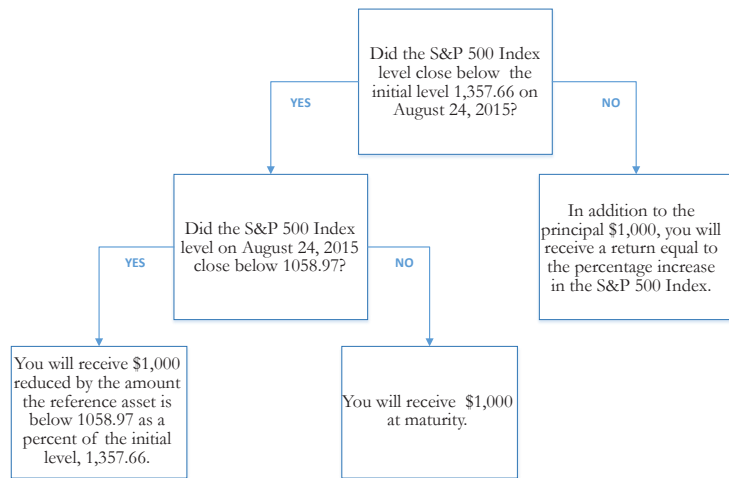 Did the S&P 500 Index
level close below the
initial level 1,357.66 on
August 24, 2015?
YES
NO
Did the S&P 500 Index
level on August 24, 2015
close below 1058.97?
In addition to the
principal $1,000, you will
receive a return equal to
the percentage increase
in the S&P 500 Index.
YES
NO
You will receive $1,000
reduced by the amount
the reference asset is
below 1058.97 as a
percent of the initial
level, 1,357.66.
You will receive $1,000
at maturity.